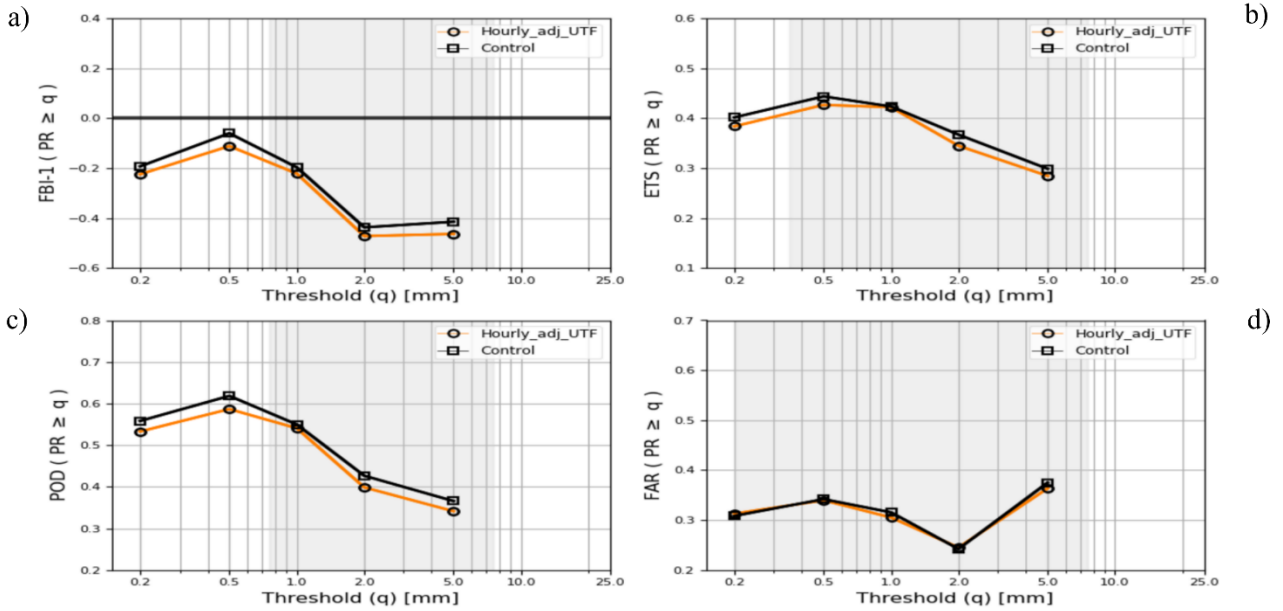 a)
0.4
0.2
0.0
−0.2
−0.4
−0.6
FBI-1 ( PR ≥ q )
Hourly_adj_UTF
Control
0.2 0.5 1.0 2.0 5.0 10.0 25.0
Threshold (q) [mm]
b)
0.6
0.5
0.4
0.3
0.2
0.1
ETS ( PR ≥ q )
Hourly_adj_UTF
Control
0.2 0.5 1.0 2.0 5.0 10.0 25.0
Threshold (q) [mm]
c)
0.8
0.7
0.6
0.5
0.4
0.3
0.2
POD ( PR ≥ q )
Hourly_adj_UTF
Control
0.2 0.5 1.0 2.0 5.0 10.0 25.0
Threshold (q) [mm]
d)
0.7
0.6
0.5
0.4
0.3
0.2
FAR ( PR ≥ q )
Hourly_adj_UTF
Control
0.2 0.5 1.0 2.0 5.0 10.0 25.0
Threshold (q) [mm]